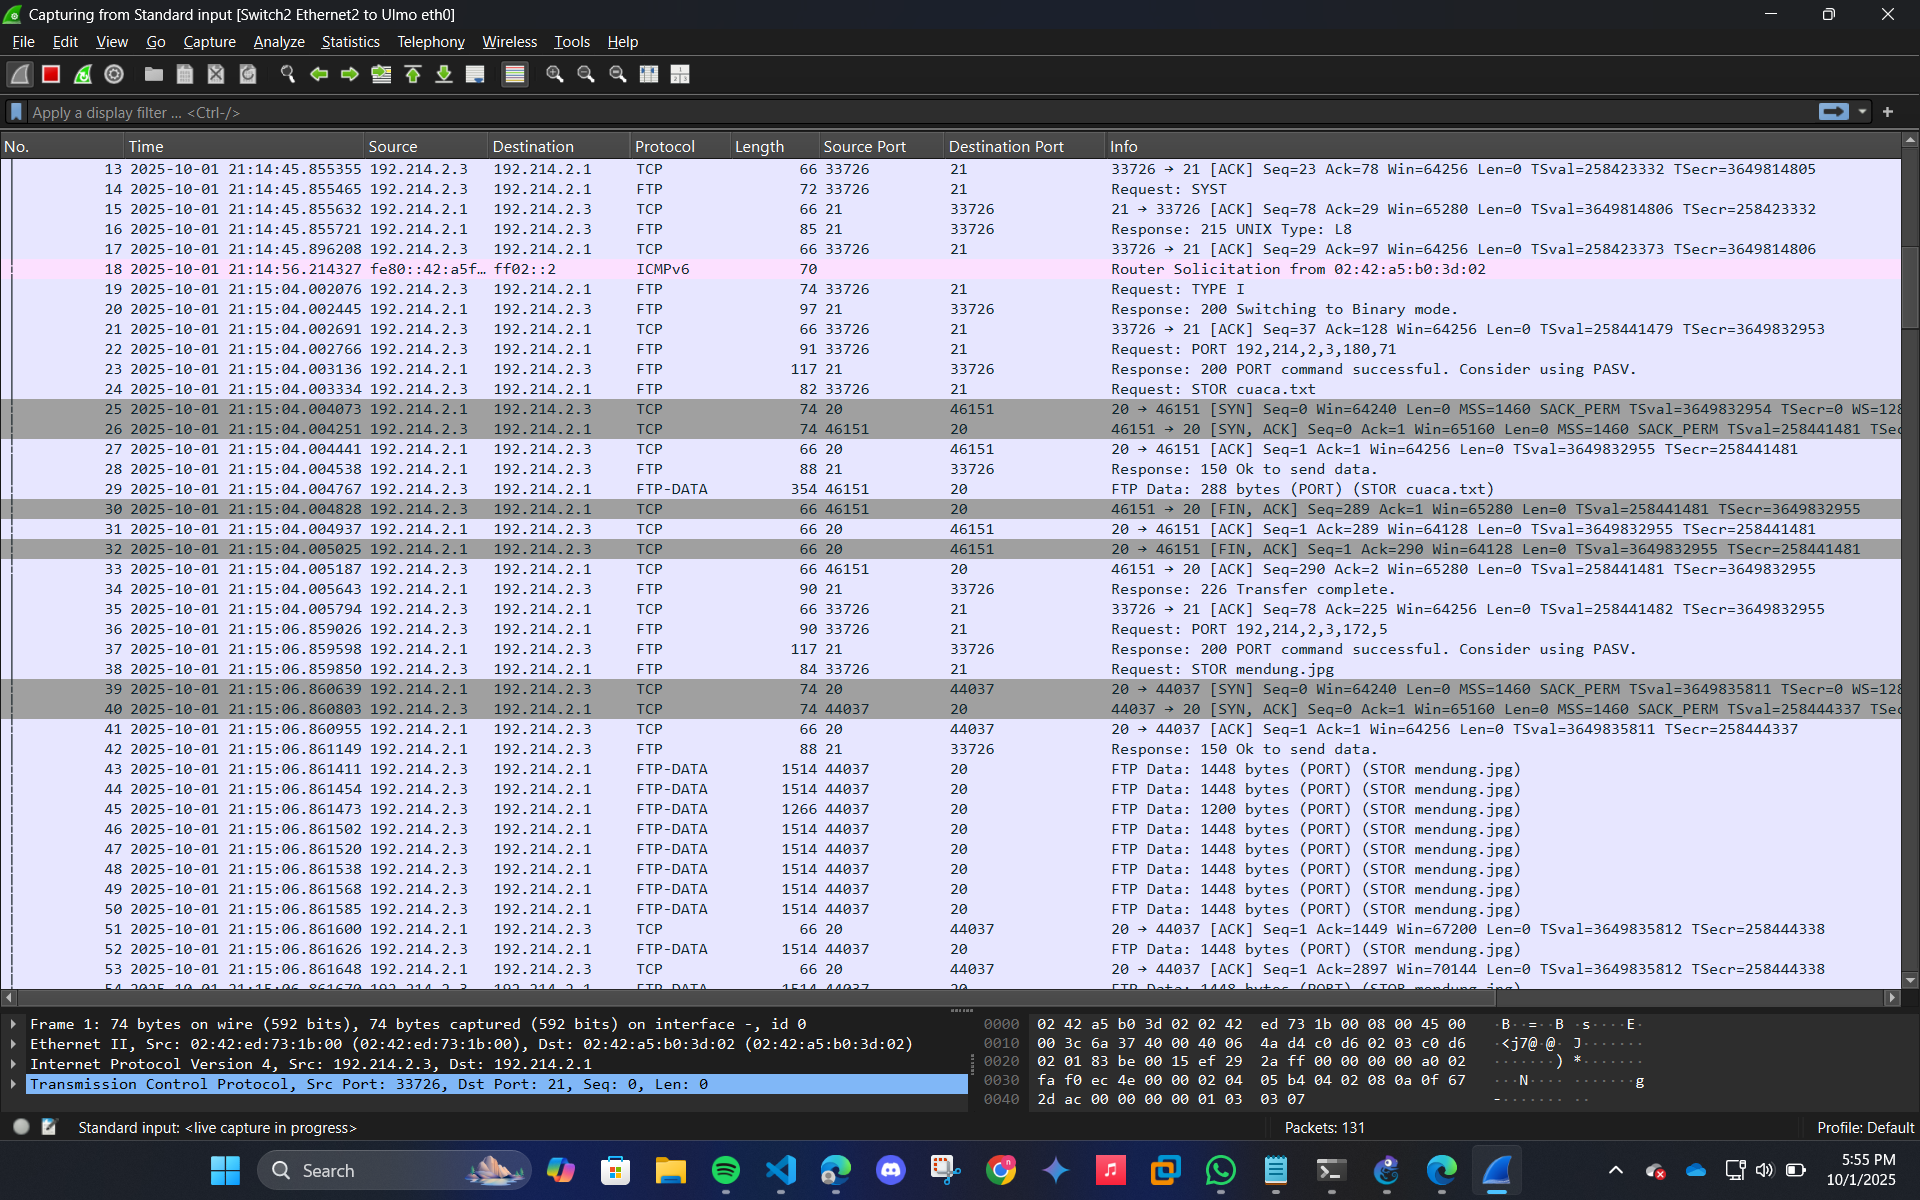 Capturing from Standard input [Switch2 Ethernet2 to Ulmo eth0]
File Edit View Go Capture Analyze Statistics Telephony Wireless Tools Help
Apply a display filter ... <Ctrl-/>
No. Time Source Destination Protocol Length Source Port Destination Port Info
13 2025-10-01 21:14:45.855355 192.214.2.3 192.214.2.1 TCP 66 33726 21 33726 → 21 [ACK] Seq=23 Ack=78 Win=64256 Len=0 TSval=258423332 TSecr=3649814805
14 2025-10-01 21:14:45.855465 192.214.2.3 192.214.2.1 FTP 72 33726 21 Request: SYST
15 2025-10-01 21:14:45.855632 192.214.2.1 192.214.2.3 TCP 66 21 33726 21 → 33726 [ACK] Seq=78 Ack=29 Win=65280 Len=0 TSval=3649814806 TSecr=258423332
16 2025-10-01 21:14:45.855721 192.214.2.1 192.214.2.3 FTP 85 21 33726 Response: 215 UNIX Type: L8
17 2025-10-01 21:14:45.896208 192.214.2.3 192.214.2.1 TCP 66 33726 21 33726 → 21 [ACK] Seq=29 Ack=97 Win=64256 Len=0 TSval=258423373 TSecr=3649814806
18 2025-10-01 21:14:56.214327 fe80::42:a5f… ff02::2 ICMPv6 70 Router Solicitation from 02:42:a5:b0:3d:02
19 2025-10-01 21:15:04.002076 192.214.2.3 192.214.2.1 FTP 74 33726 21 Request: TYPE I
20 2025-10-01 21:15:04.002445 192.214.2.1 192.214.2.3 FTP 97 21 33726 Response: 200 Switching to Binary mode.
21 2025-10-01 21:15:04.002691 192.214.2.3 192.214.2.1 TCP 66 33726 21 33726 → 21 [ACK] Seq=37 Ack=128 Win=64256 Len=0 TSval=258441479 TSecr=3649832953
22 2025-10-01 21:15:04.002766 192.214.2.3 192.214.2.1 FTP 91 33726 21 Request: PORT 192,214,2,3,180,71
23 2025-10-01 21:15:04.003136 192.214.2.1 192.214.2.3 FTP 117 21 33726 Response: 200 PORT command successful. Consider using PASV.
24 2025-10-01 21:15:04.003334 192.214.2.3 192.214.2.1 FTP 82 33726 21 Request: STOR cuaca.txt
25 2025-10-01 21:15:04.004073 192.214.2.1 192.214.2.3 TCP 74 20 46151 20 → 46151 [SYN] Seq=0 Win=64240 Len=0 MSS=1460 SACK_PERM TSval=3649832954 TSecr=0 WS=128
26 2025-10-01 21:15:04.004251 192.214.2.3 192.214.2.1 TCP 74 46151 20 46151 → 20 [SYN, ACK] Seq=0 Ack=1 Win=65160 Len=0 MSS=1460 SACK_PERM TSval=258441481 TSec
27 2025-10-01 21:15:04.004441 192.214.2.1 192.214.2.3 TCP 66 20 46151 20 → 46151 [ACK] Seq=1 Ack=1 Win=64256 Len=0 TSval=3649832955 TSecr=258441481
28 2025-10-01 21:15:04.004538 192.214.2.1 192.214.2.3 FTP 88 21 33726 Response: 150 Ok to send data.
29 2025-10-01 21:15:04.004767 192.214.2.3 192.214.2.1 FTP-DATA 354 46151 20 FTP Data: 288 bytes (PORT) (STOR cuaca.txt)
30 2025-10-01 21:15:04.004828 192.214.2.3 192.214.2.1 TCP 66 46151 20 46151 → 20 [FIN, ACK] Seq=289 Ack=1 Win=65280 Len=0 TSval=258441481 TSecr=3649832955
31 2025-10-01 21:15:04.004937 192.214.2.1 192.214.2.3 TCP 66 20 46151 20 → 46151 [ACK] Seq=1 Ack=289 Win=64128 Len=0 TSval=3649832955 TSecr=258441481
32 2025-10-01 21:15:04.005025 192.214.2.1 192.214.2.3 TCP 66 20 46151 20 → 46151 [FIN, ACK] Seq=1 Ack=290 Win=64128 Len=0 TSval=3649832955 TSecr=258441481
33 2025-10-01 21:15:04.005187 192.214.2.3 192.214.2.1 TCP 66 46151 20 46151 → 20 [ACK] Seq=290 Ack=2 Win=65280 Len=0 TSval=258441481 TSecr=3649832955
34 2025-10-01 21:15:04.005643 192.214.2.1 192.214.2.3 FTP 90 21 33726 Response: 226 Transfer complete.
35 2025-10-01 21:15:04.005794 192.214.2.3 192.214.2.1 TCP 66 33726 21 33726 → 21 [ACK] Seq=78 Ack=225 Win=64256 Len=0 TSval=258441482 TSecr=3649832955
36 2025-10-01 21:15:06.859026 192.214.2.3 192.214.2.1 FTP 90 33726 21 Request: PORT 192,214,2,3,172,5
37 2025-10-01 21:15:06.859598 192.214.2.1 192.214.2.3 FTP 117 21 33726 Response: 200 PORT command successful. Consider using PASV.
38 2025-10-01 21:15:06.859850 192.214.2.3 192.214.2.1 FTP 84 33726 21 Request: STOR mendung.jpg
39 2025-10-01 21:15:06.860639 192.214.2.1 192.214.2.3 TCP 74 20 44037 20 → 44037 [SYN] Seq=0 Win=64240 Len=0 MSS=1460 SACK_PERM TSval=3649835811 TSecr=0 WS=128
40 2025-10-01 21:15:06.860803 192.214.2.3 192.214.2.1 TCP 74 44037 20 44037 → 20 [SYN, ACK] Seq=0 Ack=1 Win=65160 Len=0 MSS=1460 SACK_PERM TSval=258444337 TSec
41 2025-10-01 21:15:06.860955 192.214.2.1 192.214.2.3 TCP 66 20 44037 20 → 44037 [ACK] Seq=1 Ack=1 Win=64256 Len=0 TSval=3649835811 TSecr=258444337
42 2025-10-01 21:15:06.861149 192.214.2.1 192.214.2.3 FTP 88 21 33726 Response: 150 Ok to send data.
43 2025-10-01 21:15:06.861411 192.214.2.3 192.214.2.1 FTP-DATA 1514 44037 20 FTP Data: 1448 bytes (PORT) (STOR mendung.jpg)
44 2025-10-01 21:15:06.861454 192.214.2.3 192.214.2.1 FTP-DATA 1514 44037 20 FTP Data: 1448 bytes (PORT) (STOR mendung.jpg)
45 2025-10-01 21:15:06.861473 192.214.2.3 192.214.2.1 FTP-DATA 1266 44037 20 FTP Data: 1200 bytes (PORT) (STOR mendung.jpg)
46 2025-10-01 21:15:06.861502 192.214.2.3 192.214.2.1 FTP-DATA 1514 44037 20 FTP Data: 1448 bytes (PORT) (STOR mendung.jpg)
47 2025-10-01 21:15:06.861520 192.214.2.3 192.214.2.1 FTP-DATA 1514 44037 20 FTP Data: 1448 bytes (PORT) (STOR mendung.jpg)
48 2025-10-01 21:15:06.861538 192.214.2.3 192.214.2.1 FTP-DATA 1514 44037 20 FTP Data: 1448 bytes (PORT) (STOR mendung.jpg)
49 2025-10-01 21:15:06.861568 192.214.2.3 192.214.2.1 FTP-DATA 1514 44037 20 FTP Data: 1448 bytes (PORT) (STOR mendung.jpg)
50 2025-10-01 21:15:06.861585 192.214.2.3 192.214.2.1 FTP-DATA 1514 44037 20 FTP Data: 1448 bytes (PORT) (STOR mendung.jpg)
51 2025-10-01 21:15:06.861600 192.214.2.1 192.214.2.3 TCP 66 20 44037 20 → 44037 [ACK] Seq=1 Ack=1449 Win=67200 Len=0 TSval=3649835812 TSecr=258444338
52 2025-10-01 21:15:06.861626 192.214.2.3 192.214.2.1 FTP-DATA 1514 44037 20 FTP Data: 1448 bytes (PORT) (STOR mendung.jpg)
53 2025-10-01 21:15:06.861648 192.214.2.1 192.214.2.3 TCP 66 20 44037 20 → 44037 [ACK] Seq=1 Ack=2897 Win=70144 Len=0 TSval=3649835812 TSecr=258444338
54 2025-10-01 21:15:06.861670 192.214.2.3 192.214.2.1 FTP-DATA 1514 44037 20 FTP Data: 1448 bytes (PORT) (STOR mendung.jpg)
Frame 1: 74 bytes on wire (592 bits), 74 bytes captured (592 bits) on interface -, id 0
Ethernet II, Src: 02:42:ed:73:1b:00 (02:42:ed:73:1b:00), Dst: 02:42:a5:b0:3d:02 (02:42:a5:b0:3d:02)
Internet Protocol Version 4, Src: 192.214.2.3, Dst: 192.214.2.1
Transmission Control Protocol, Src Port: 33726, Dst Port: 21, Seq: 0, Len: 0
0000 02 42 a5 b0 3d 02 02 42 ed 73 1b 00 08 00 45 00 ·B··=··B ·s····E·
0010 00 3c 6a 37 40 00 40 06 4a d4 c0 d6 02 03 c0 d6 ·<j7@·@· J·······
0020 02 01 83 be 00 15 ef 29 2a ff 00 00 00 00 a0 02 ·······) *·······
0030 fa f0 ec 4e 00 00 02 04 05 b4 04 02 08 0a 0f 67 ···N···· ·······g
0040 2d ac 00 00 00 00 01 03 03 07 -······· ··
Standard input: <live capture in progress>
Packets: 131
Profile: Default
Search
5:55 PM
10/1/2025